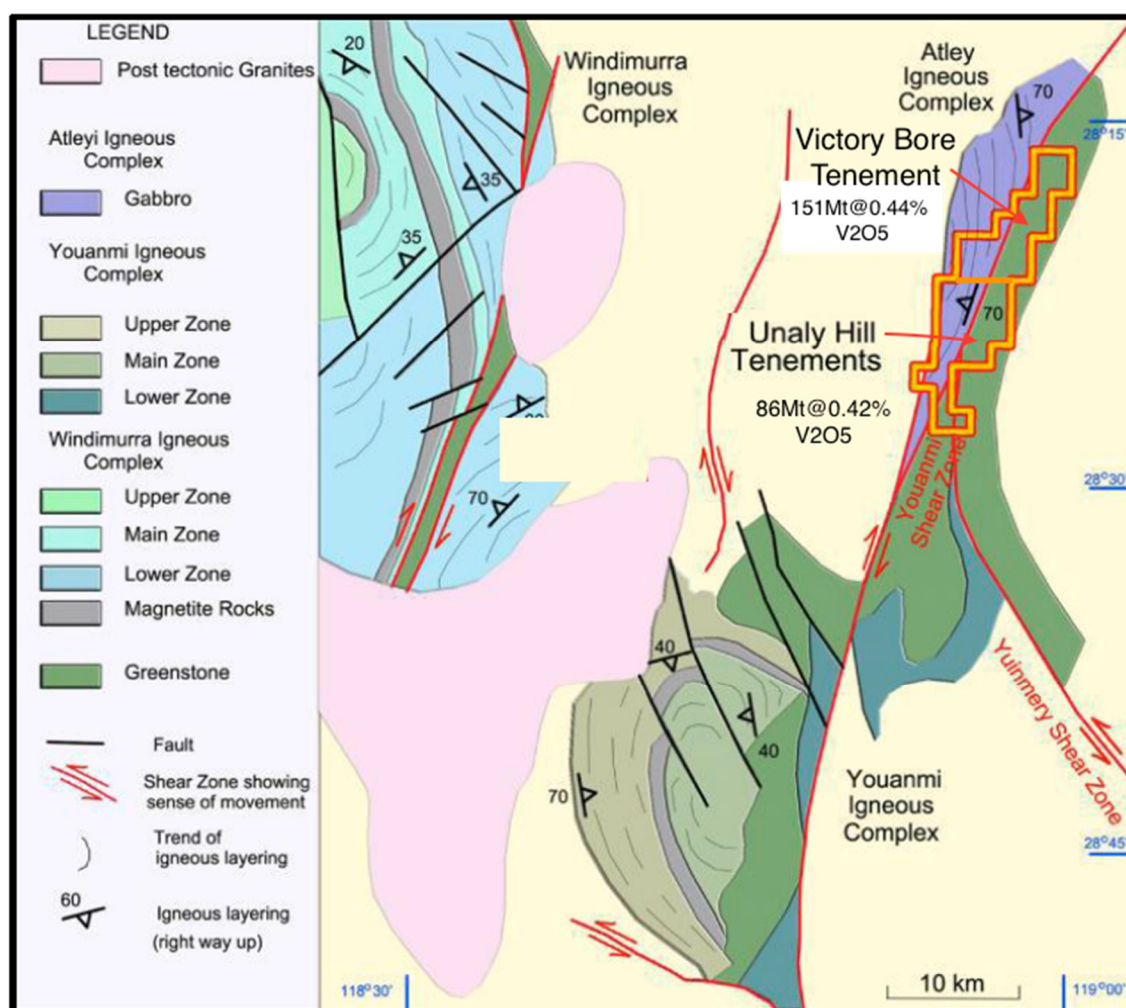 LEGEND
Post tectonic Granites
Atleyi Igneous
Complex
Gabbro
Youanmi Igneous
Complex
Upper Zone
Main Zone
Lower Zone
Windimurra Igneous
Complex
Upper Zone
Main Zone
Lower Zone
Magnetite Rocks
Greenstone
Fault
Shear Zone showing
sense of movement
Trend of
igneous layering
60
Igneous layering
(right way up)
20
Windimurra
Igneous
Complex
35
35
70
Atley
Igneous
Complex
70
28°15'
Victory Bore
Tenement
151Mt@0.44%
V2O5
70
Unaly Hill
Tenements
86Mt@0.42%
V2O5
Youanmi
Shear Zone
28°30'
40
40
70
Yuinmery Shear Zone
Youanmi
Igneous
Complex
28°45'
10 km
118°30'
119°00'